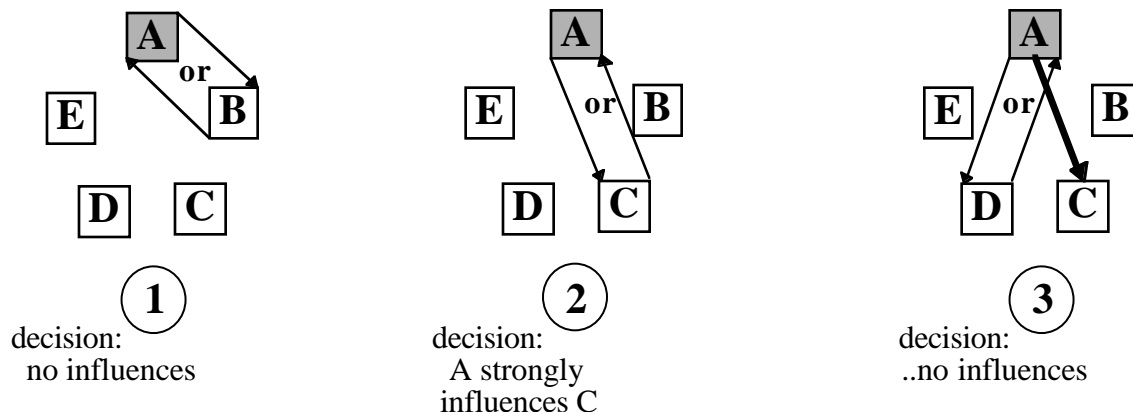 A
or
B
E
D
C
1
decision:
no influences
A
or
B
E
D
C
2
decision:
A strongly
influences C
A
or
B
E
D
C
3
decision:
..no influences